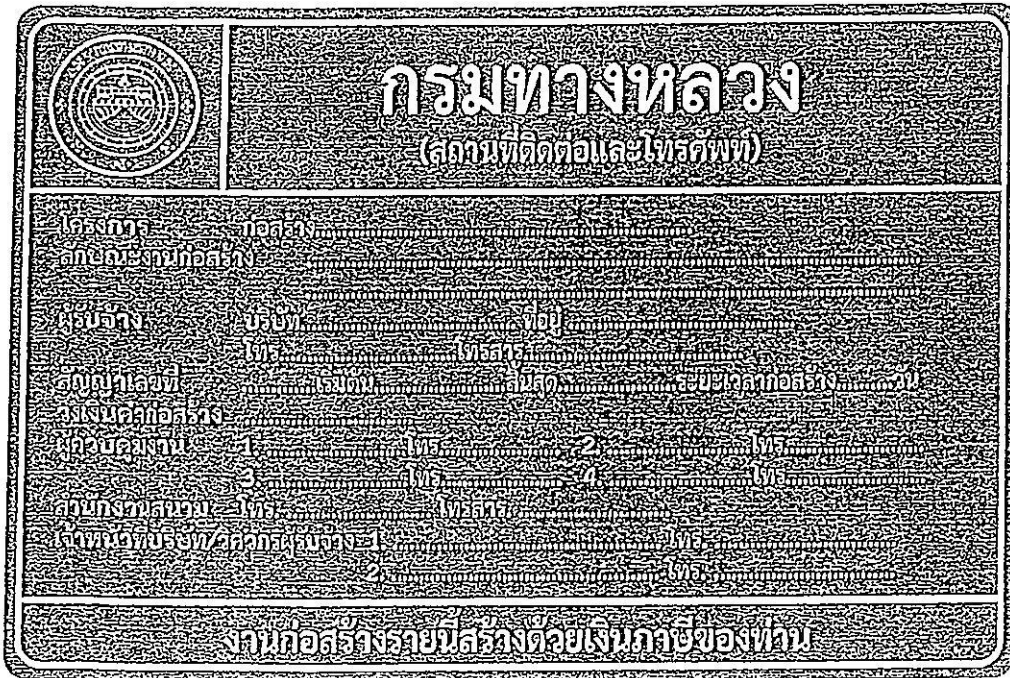 กรมทางหลวง
(สถานที่ติดต่อและโทรศัพท์)
โครงการ ก่อสร้าง..............................
ลักษณะงานก่อสร้าง ..............................
..............................
ผู้รับจ้าง บริษัท.............................. ที่อยู่..............................
โทร..............................โทรสาร..............................
สัญญาเลขที่ ...............เริ่มต้น...............สิ้นสุด...............ระยะเวลาก่อสร้าง.........วัน
วงเงินค่าก่อสร้าง ..............................
ผู้ควบคุมงาน 1....................โทร.................... 2....................โทร....................
3....................โทร.................... 4....................โท....................
สำนักงานสนาม โทร....................โทรสาร....................
เจ้าหน้าที่บริษัท/วิศวกรผู้รับจ้าง 1 ..............................โทร....................
2. ..............................โทร....................
งานก่อสร้างรายนี้สร้างด้วยเงินภาษีของท่าน